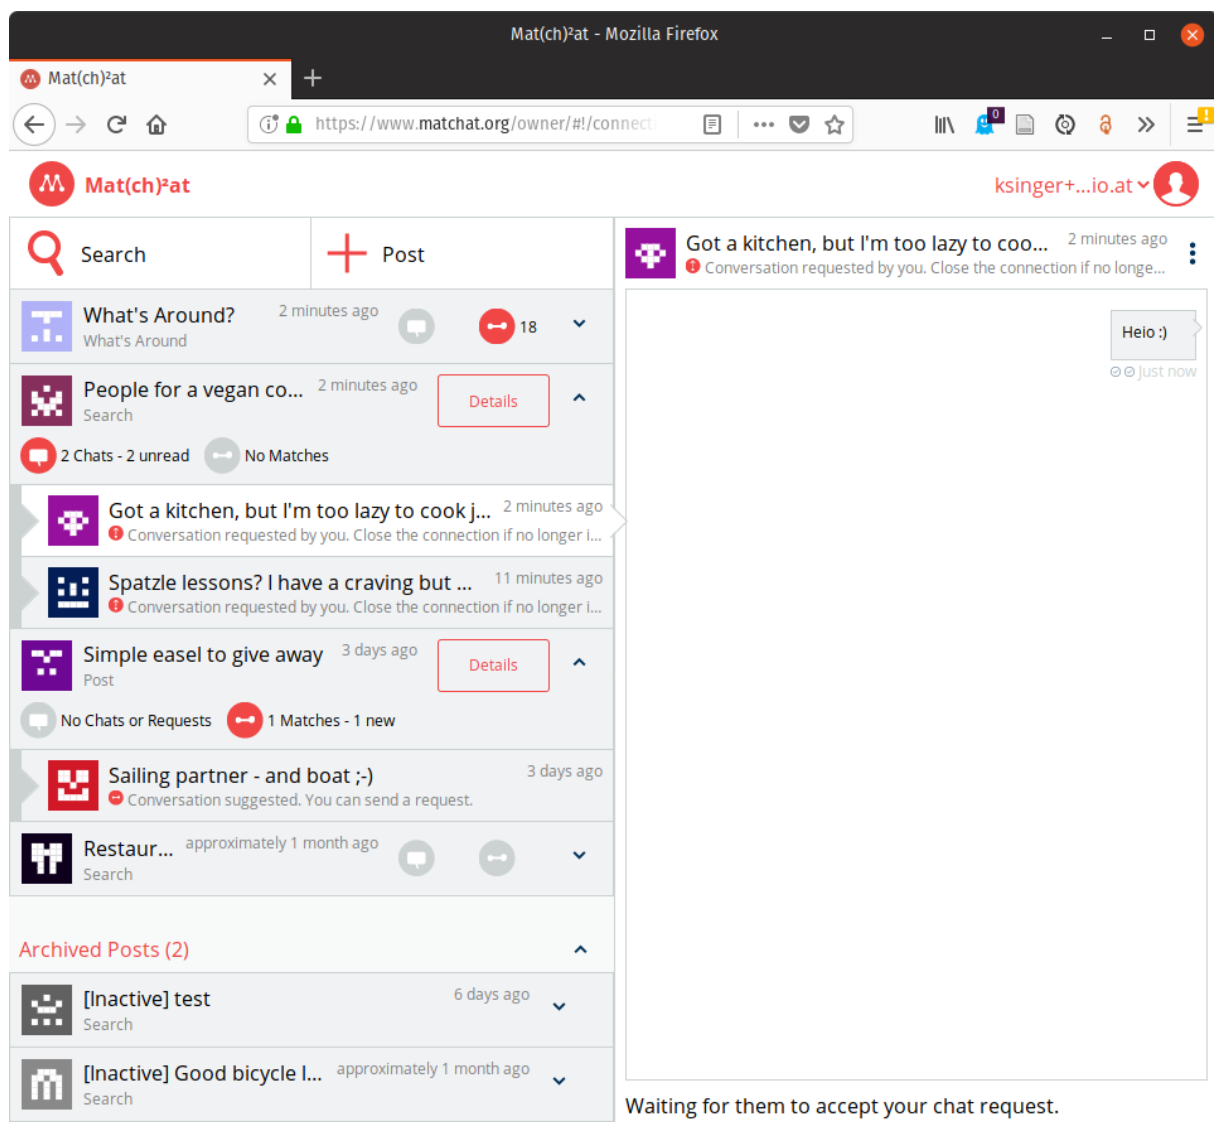 Mat(ch)²at - Mozilla Firefox
Mat(ch)²at
https://www.matchat.org/owner/#!/connect
0
Mat(ch)²at
ksinger+...io.at
Search
Post
What's Around?
2 minutes ago
18
What's Around
People for a vegan co...
2 minutes ago
Details
Search
2 Chats - 2 unread
No Matches
Got a kitchen, but I'm too lazy to cook j...
2 minutes ago
Conversation requested by you. Close the connection if no longer i...
Spatzle lessons? I have a craving but ...
11 minutes ago
Conversation requested by you. Close the connection if no longer i...
Simple easel to give away
3 days ago
Details
Post
No Chats or Requests
1 Matches - 1 new
Sailing partner - and boat ;-)
3 days ago
Conversation suggested. You can send a request.
Restaur...
approximately 1 month ago
Search
Archived Posts (2)
[Inactive] test
6 days ago
Search
[Inactive] Good bicycle l...
approximately 1 month ago
Search
Got a kitchen, but I'm too lazy to coo...
2 minutes ago
Conversation requested by you. Close the connection if no longe...
Heio :)
Just now
Waiting for them to accept your chat request.